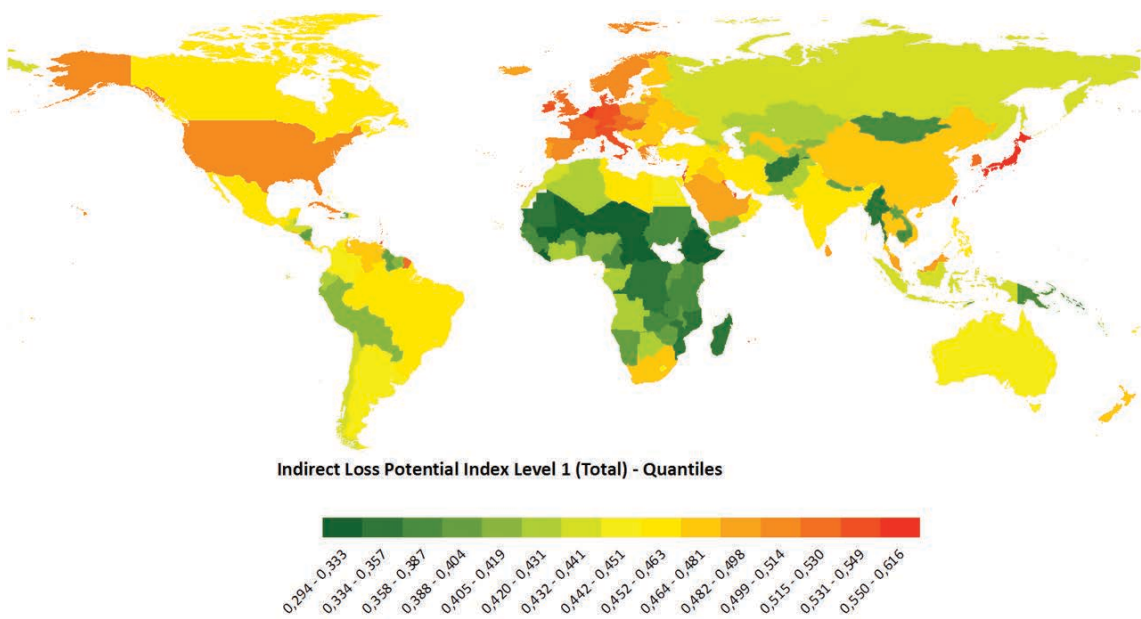 Indirect Loss Potential Index Level 1 (Total) - Quantiles
0,294 - 0,333
0,334 - 0,357
0,358 - 0,387
0,388 - 0,404
0,405 - 0,419
0,420 - 0,431
0,432 - 0,441
0,442 - 0,451
0,452 - 0,463
0,464 - 0,481
0,482 - 0,498
0,499 - 0,514
0,515 - 0,530
0,531 - 0,549
0,550 - 0,616